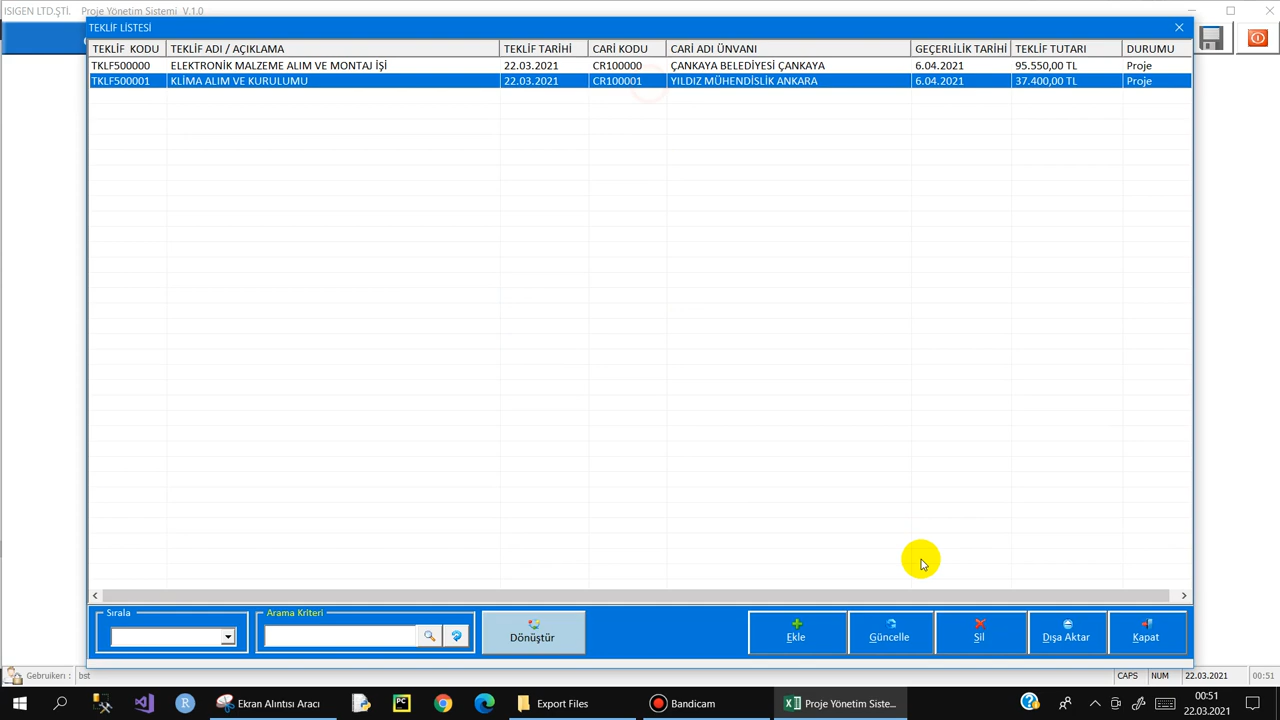 ISIGEN LTD.ŞTİ. Proje Yönetim Sistemi V.1.0
TEKLİF LİSTESİ
TEKLİF KODU TEKLİF ADI / AÇIKLAMA TEKLİF TARİHİ CARİ KODU CARİ ADI ÜNVANI GEÇERLİLİK TARİHİ TEKLİF TUTARI DURUMU
TKLF500000 ELEKTRONİK MALZEME ALIM VE MONTAJ İŞİ 22.03.2021 CR100000 ÇANKAYA BELEDİYESİ ÇANKAYA 6.04.2021 95.550,00 TL Proje
TKLF500001 KLİMA ALIM VE KURULUMU 22.03.2021 CR100001 YILDIZ MÜHENDİSLİK ANKARA 6.04.2021 37.400,00 TL Proje
Sırala Arama Kriteri
Dönüştür Ekle Güncelle Sil Dışa Aktar Kapat
Gebruikerı : bst CAPS NUM 22.03.2021 00:51
Ekran Alıntısı Aracı Export Files Bandicam Proje Yönetim Siste... 00:51
22.03.2021